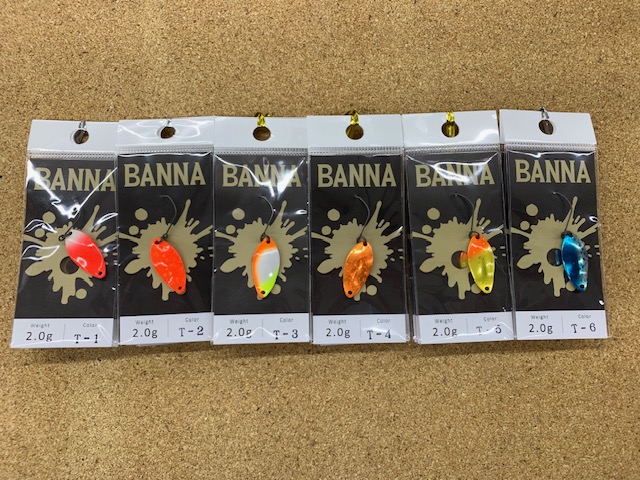 BANNA
Weight Color
2.0g T-1
BANNA
Weight Color
2.0g T-2
BANNA
Weight Color
2.0g T-3
BANNA
Weight Color
2.0g T-4
BANNA
Weight Color
2.0g T-5
BANNA
Weight Color
2.0g T-6